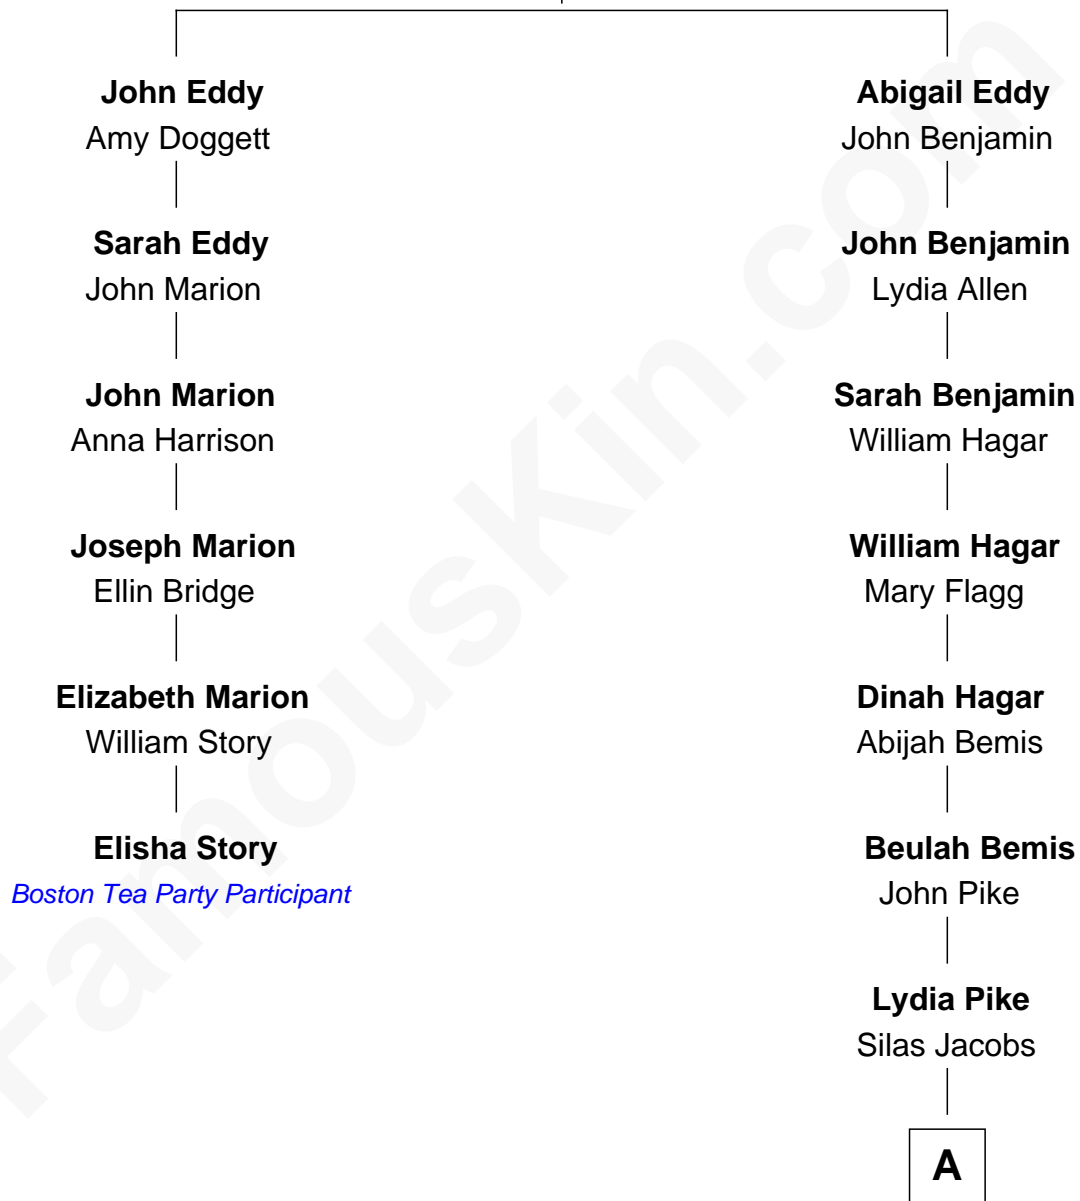 John Eddy
Amy Doggett
Sarah Eddy
John Marion
John Marion
Anna Harrison
Joseph Marion
Ellin Bridge
Elizabeth Marion
William Story
Elisha Story
Boston Tea Party Participant
Abigail Eddy
John Benjamin
John Benjamin
Lydia Allen
Sarah Benjamin
William Hagar
William Hagar
Mary Flagg
Dinah Hagar
Abijah Bemis
Beulah Bemis
John Pike
Lydia Pike
Silas Jacobs
A
FamousKin.com